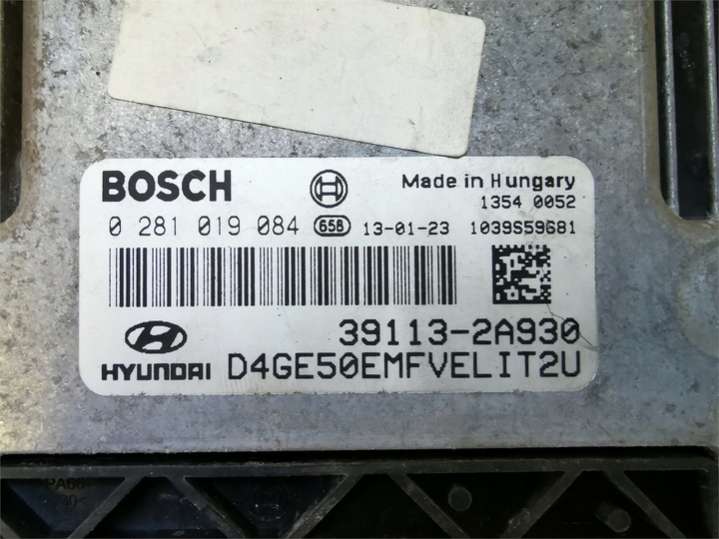 BOSCH
Made in Hungary
1354 0052
0 281 019 084 658 13-01-23 1039S59681
39113-2A930
HYUNDAI D4GE50EMFVELIT2U
PA66